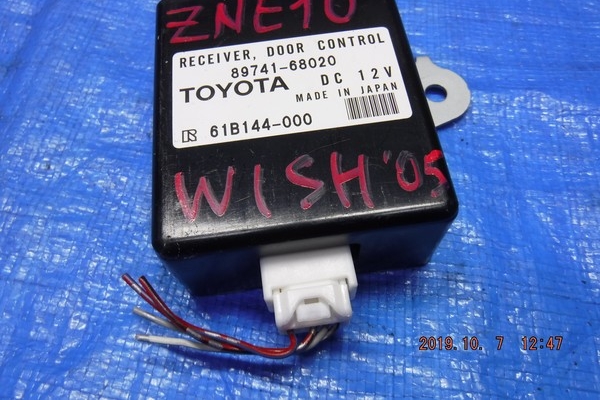 ZNE10
RECEIVER, DOOR CONTROL
89741-68020
TOYOTA DC 12V
MADE IN JAPAN
R 61B144-000
WISH '05
2019.10. 7 12:47